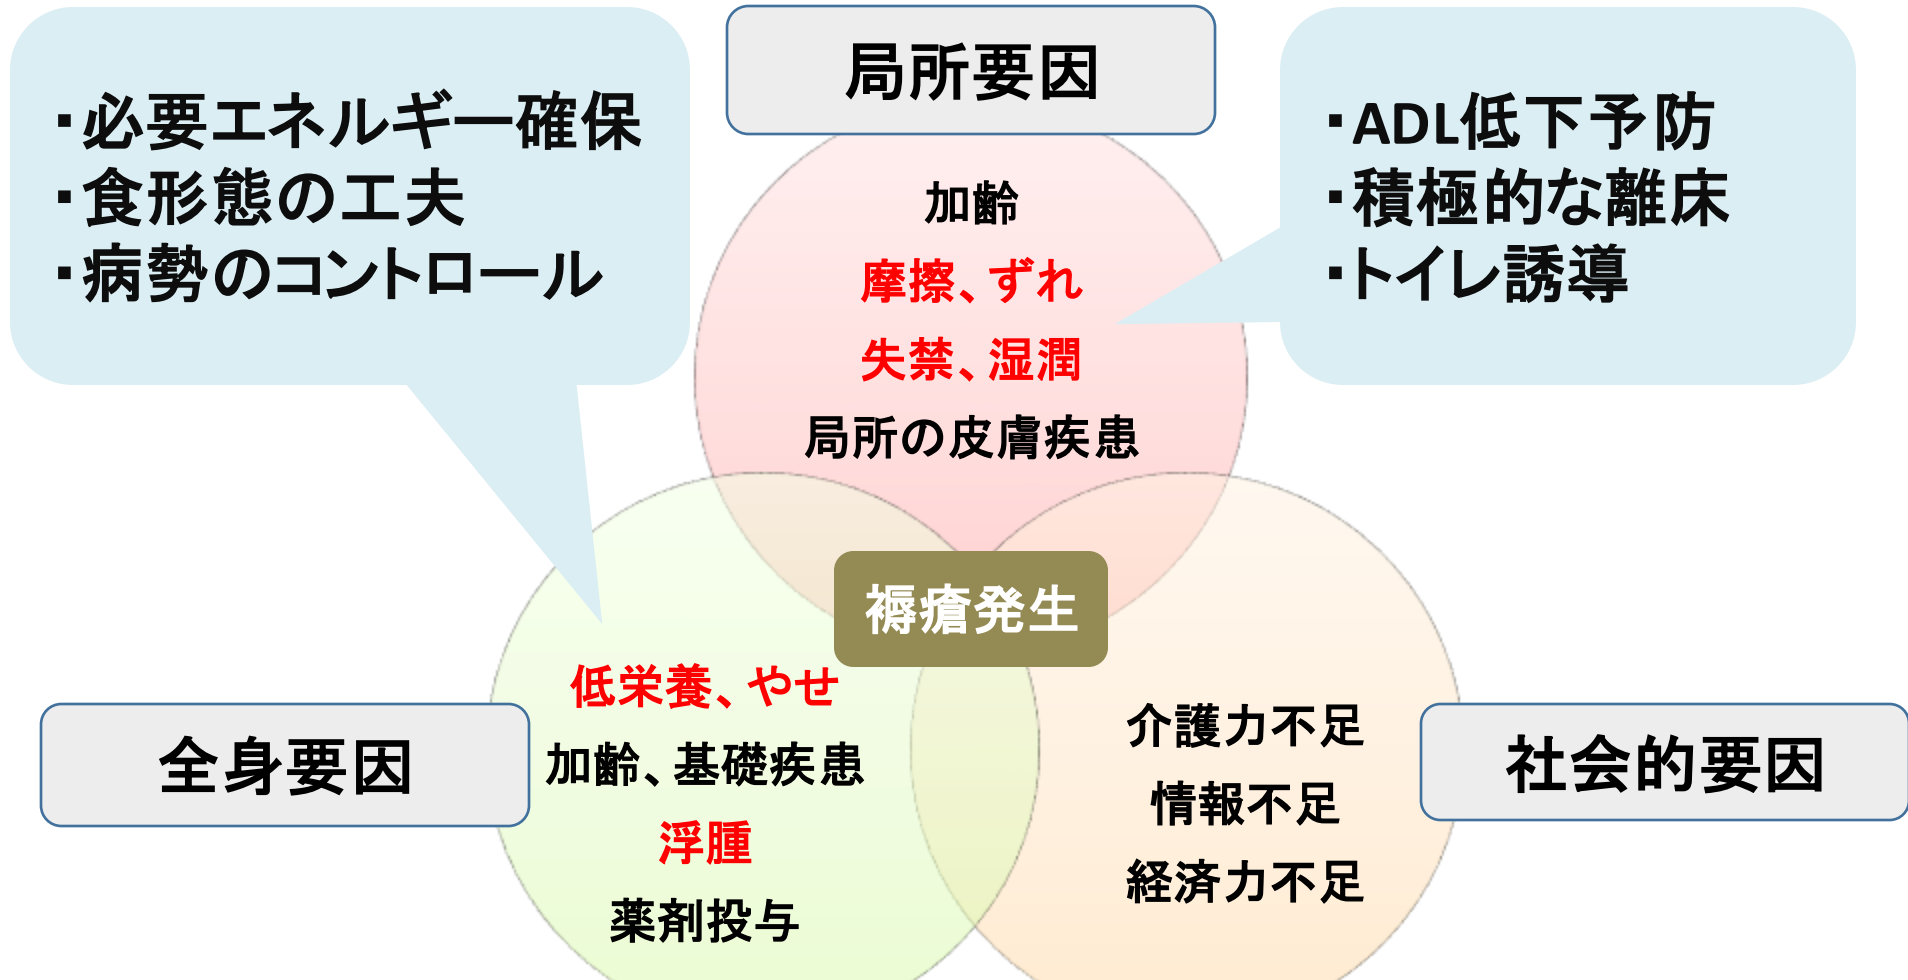 局所要因
・必要エネルギー確保
・食形態の工夫
・病勢のコントロール
・ADL低下予防
・積極的な離床
・トイレ誘導
加齢
摩擦、ずれ
失禁、湿潤
局所の皮膚疾患
褥瘡発生
全身要因
低栄養、やせ
加齢、基礎疾患
浮腫
薬剤投与
社会的要因
介護力不足
情報不足
経済力不足